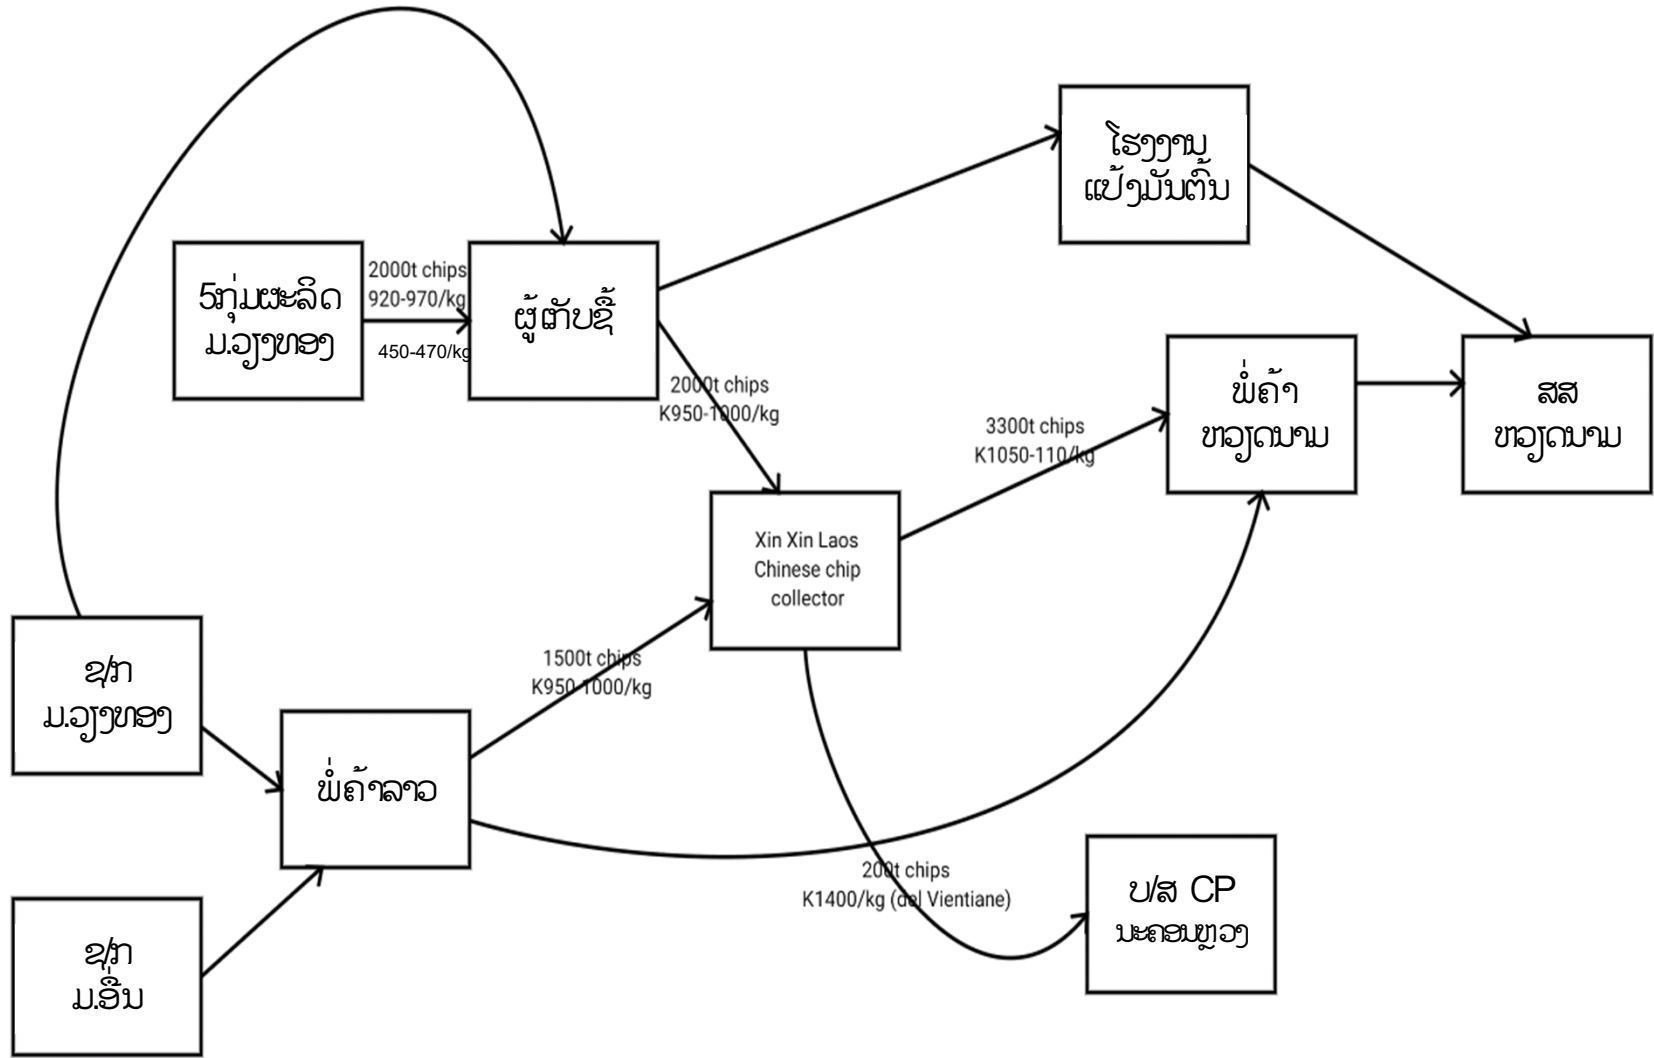 ໂຮງງານ
ແປ້ງມັນຕົ້ນ
5ກຸ່ມຜະລິດ
ມ.ວຽງທອງ
2000t chips
920-970/kg
450-470/kg
ຜູ້ເກັບຊື້
2000t chips
K950-1000/kg
3300t chips
K1050-110/kg
ພໍ່ຄ້າ
ຫວຽດນາມ
ສສ
ຫວຽດນາມ
Xin Xin Laos
Chinese chip
collector
ຊ/ກ
ມ.ວຽງທອງ
1500t chips
K950-1000/kg
ພໍ່ຄ້າລາວ
200t chips
K1400/kg (del Vientiane)
ບ/ສ CP
ນະຄອນຫຼວງ
ຊ/ກ
ມ.ອື່ນ